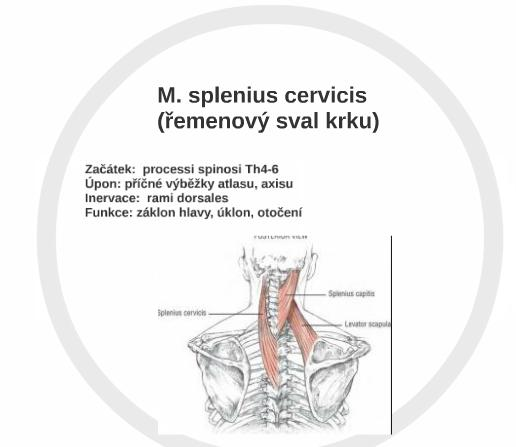 M. splenius cervicis
(řemenový sval krku)
Začátek: processi spinosi Th4-6
Úpon: příčné výběžky atlasu, axisu
Inervace: rami dorsales
Funkce: záklon hlavy, úklon, otočení
POSTERIOR VIEW
Splenius capitis
Splenius cervicis
Levator scapula